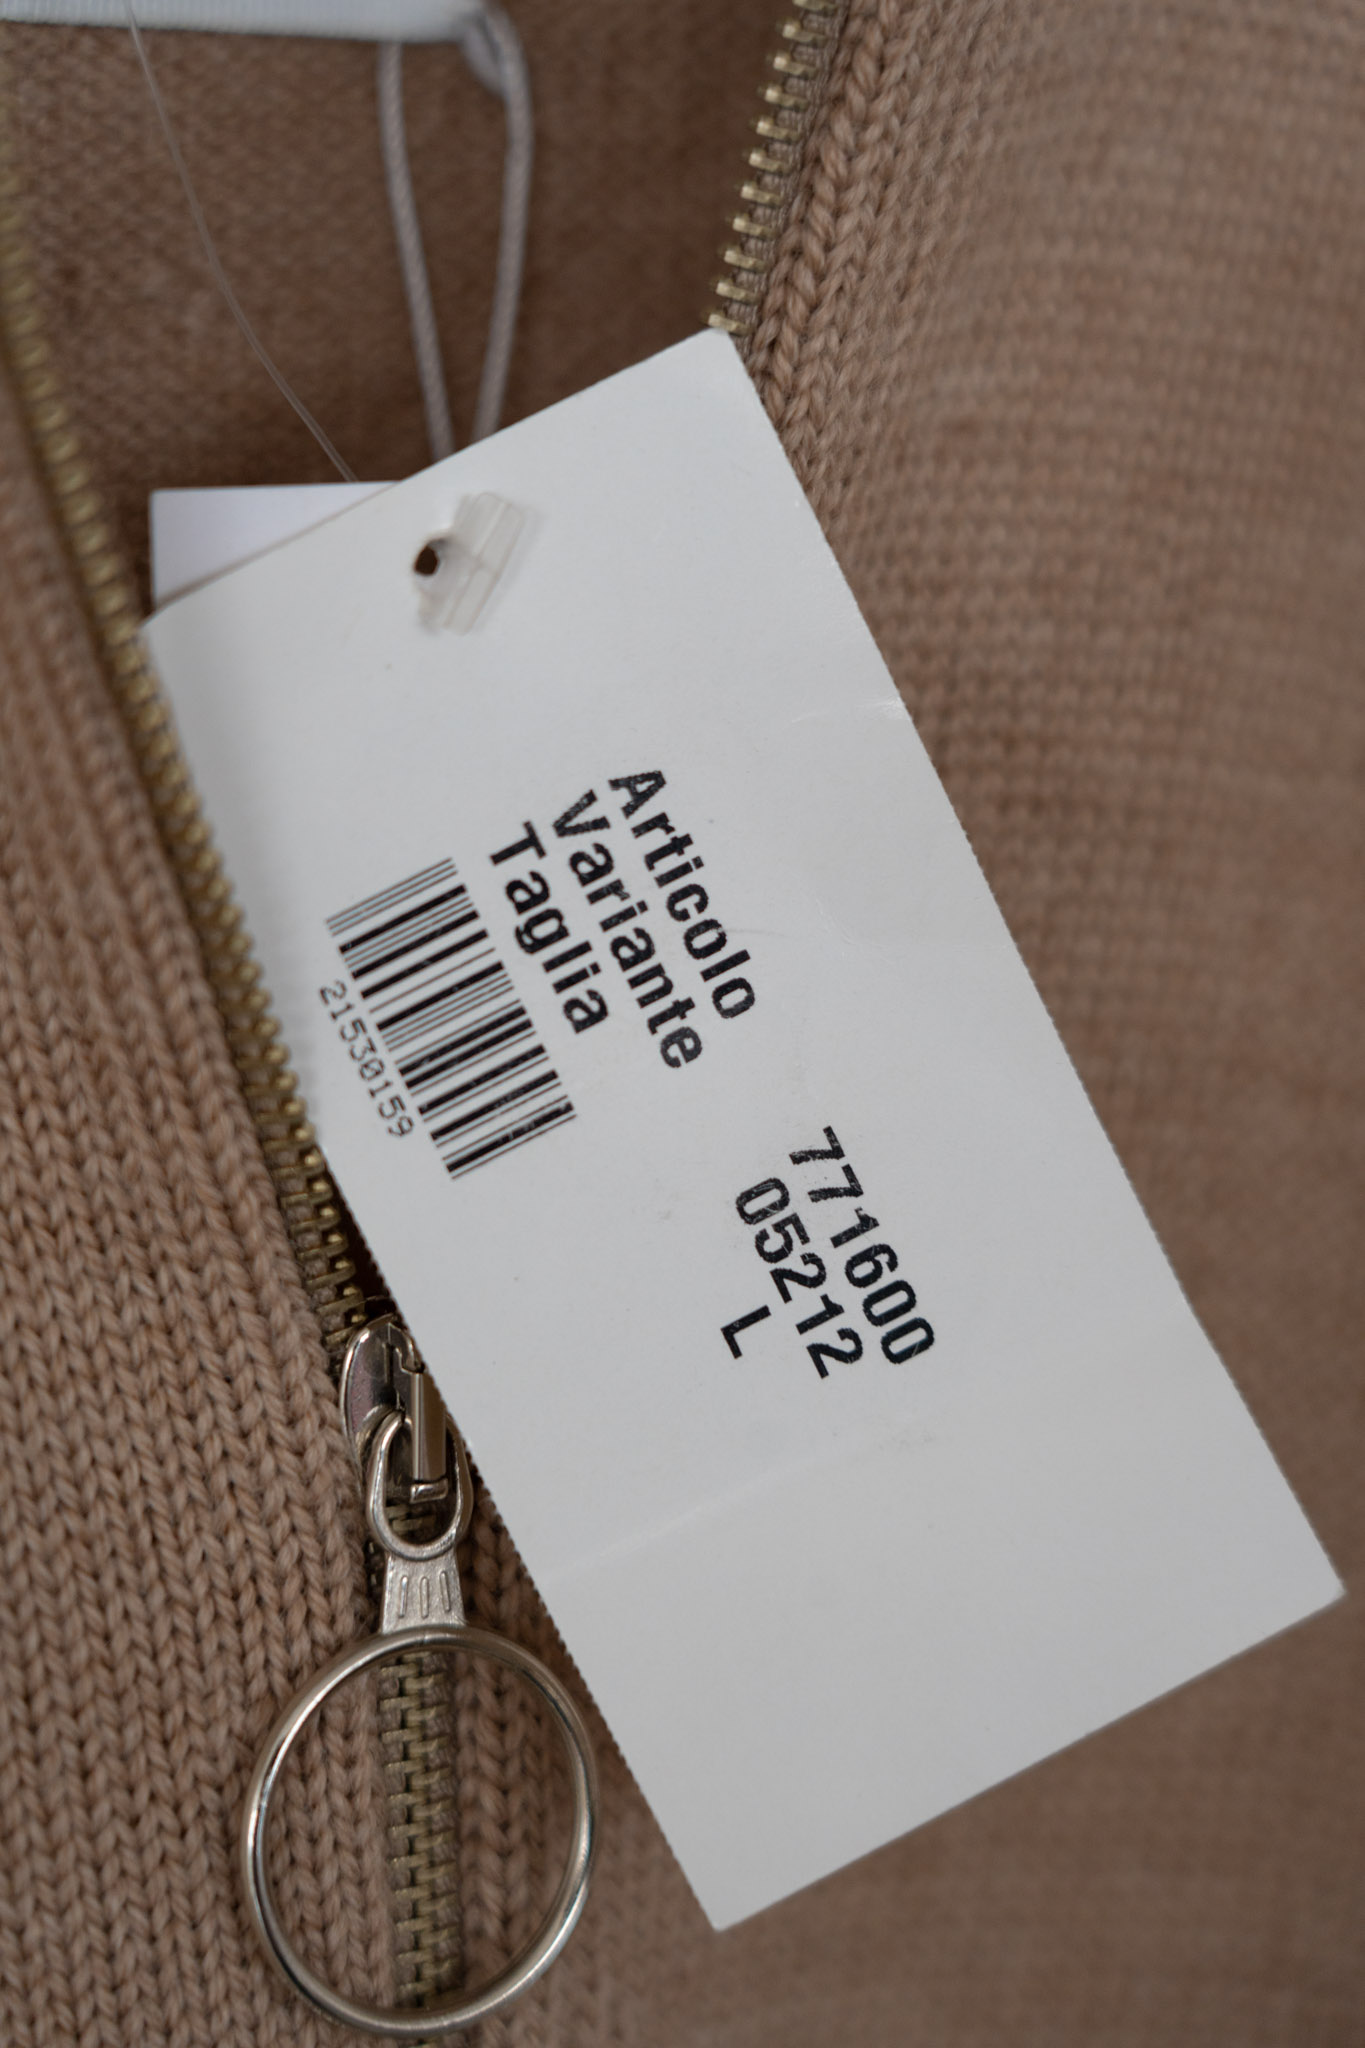 Articolo 771600
Variante 05212
Taglia L
21530159